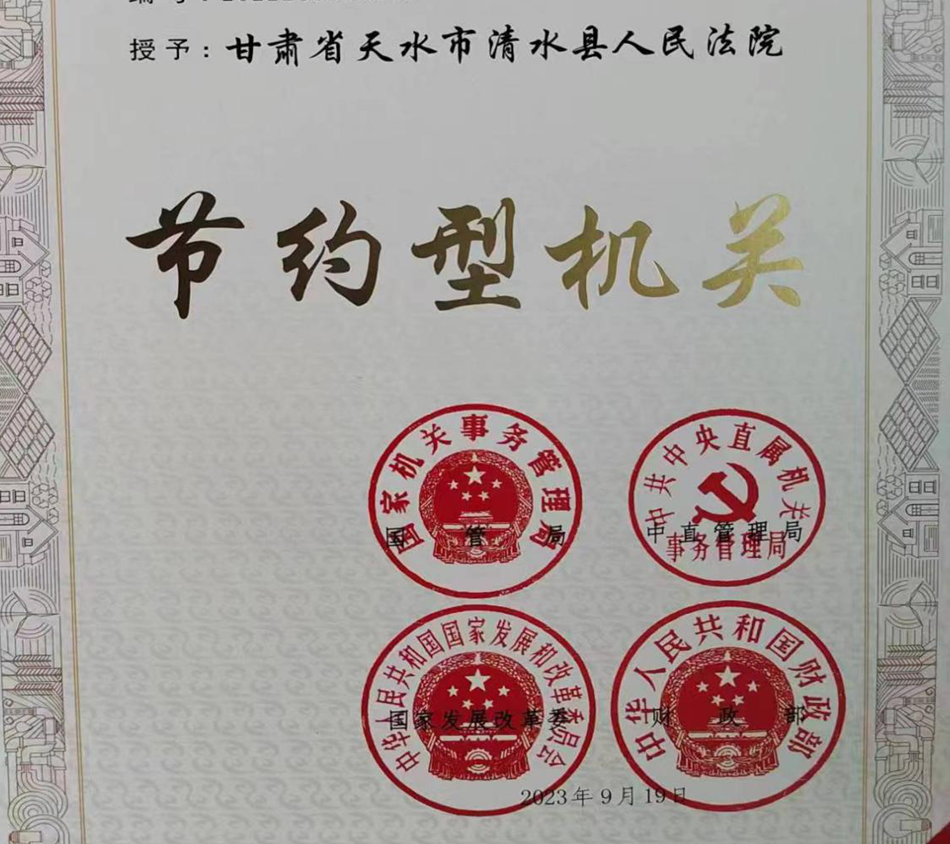 授予：甘肃省天水市清水县人民法院
节约型机关
国家机关事务管理局
国管局
中共中央直属机关
事务管理局
中直管理局
中华人民共和国国家发展和改革委员会
国家发展改革委
中华人民共和国财政部
财政部
2023年9月19日